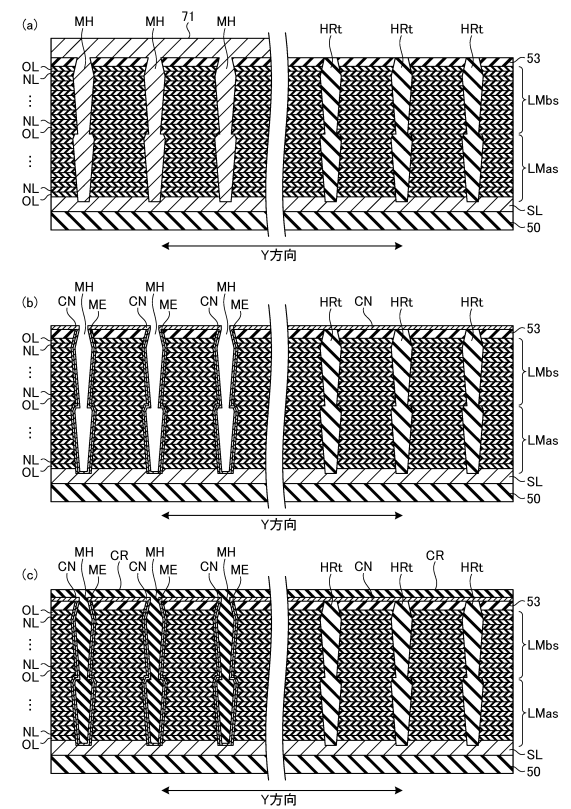 (a)
71
MH MH MH HRt HRt HRt
OL
NL
⋮
NL
OL
⋮
NL
OL
53
LMbs
LMas
SL
50
Y方向
(b)
MH MH MH
CN ME CN ME CN ME HRt CN HRt HRt
OL
NL
⋮
NL
OL
⋮
NL
OL
53
LMbs
LMas
SL
50
Y方向
(c)
MH CR MH MH CR
CN ME CN ME CN ME HRt CN HRt HRt
OL
NL
⋮
NL
OL
⋮
NL
OL
53
LMbs
LMas
SL
50
Y方向